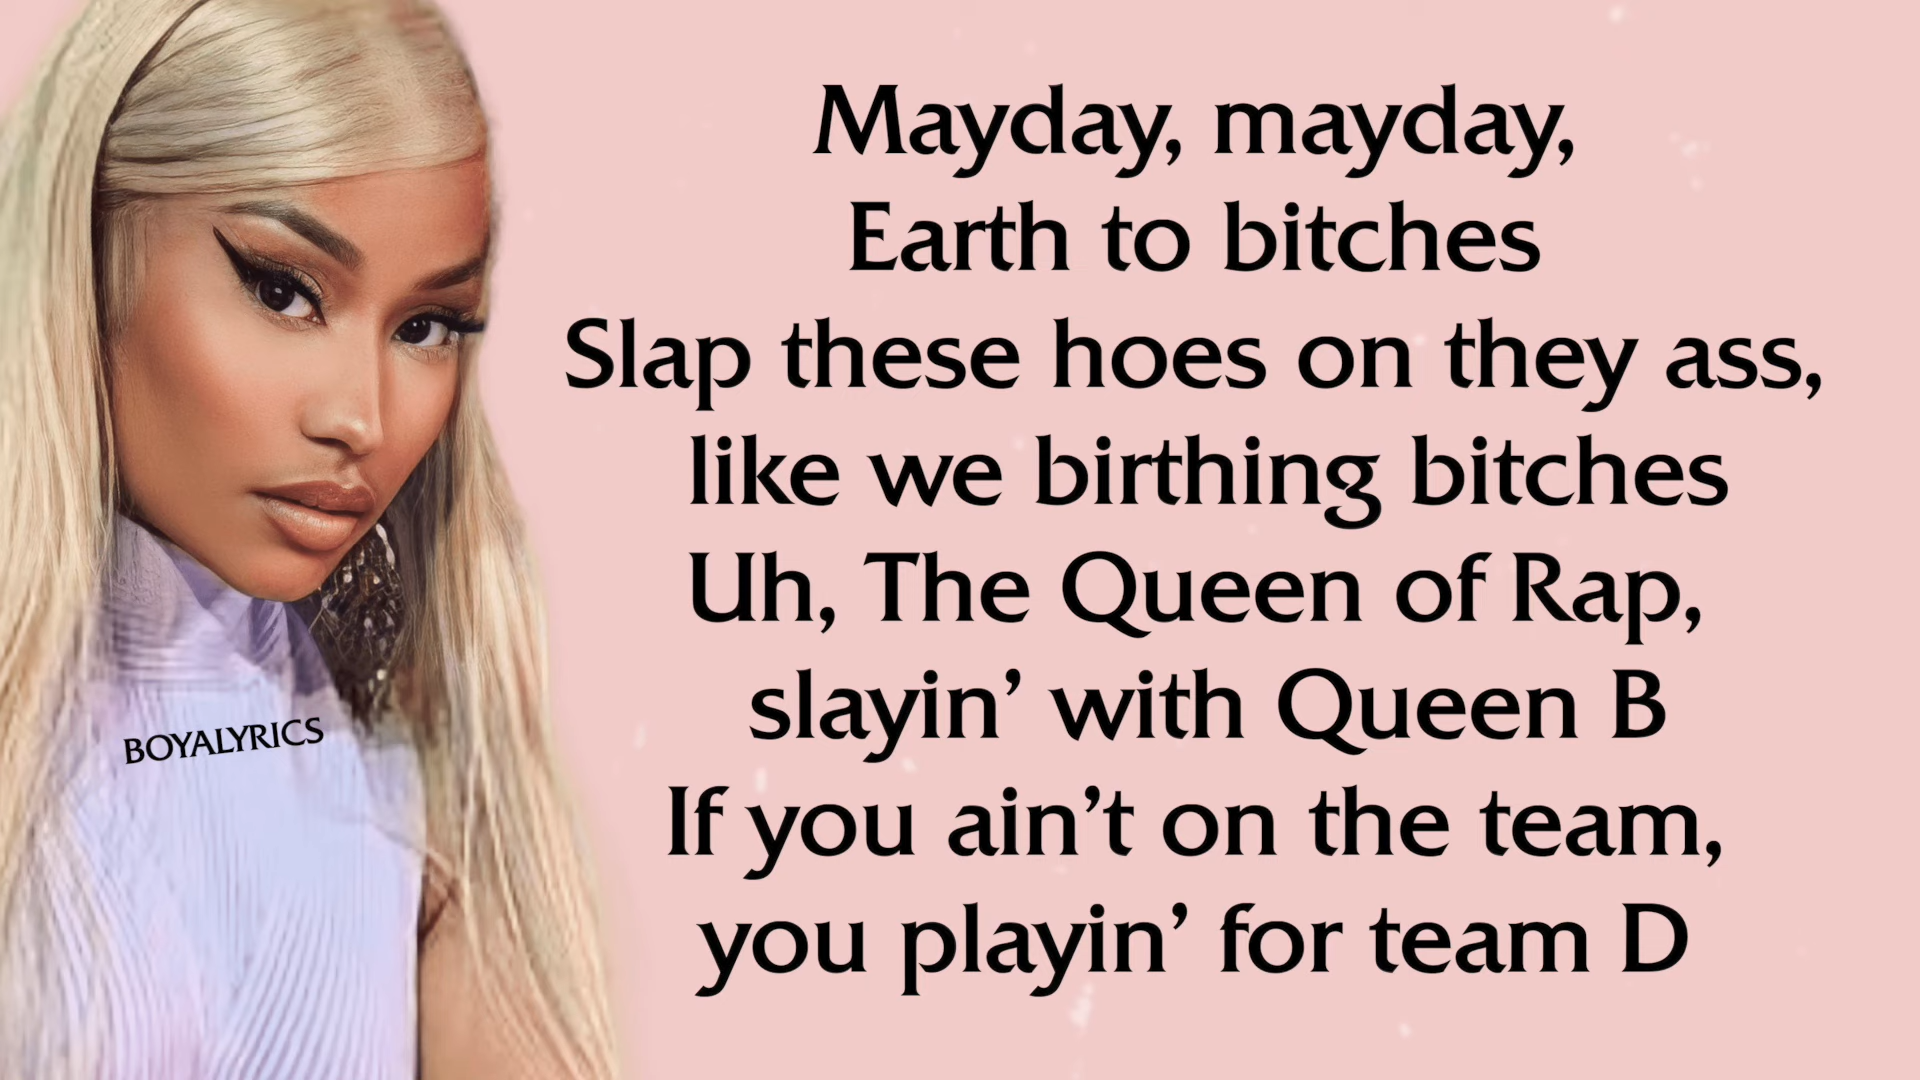 Mayday, mayday,
Earth to bitches
Slap these hoes on they ass,
like we birthing bitches
Uh, The Queen of Rap,
slayin’ with Queen B
If you ain’t on the team,
you playin’ for team D
BOYALYRICS